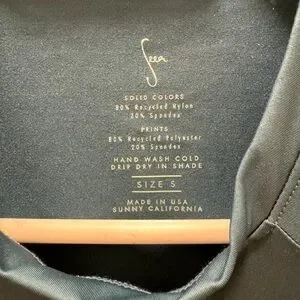 Seea
SOLID COLORS
80% Recycled Nylon
20% Spandex
PRINTS
80% Recycled Polyester
20% Spandex
HAND WASH COLD
DRIP DRY IN SHADE
SIZE S
MADE IN USA
SUNNY CALIFORNIA